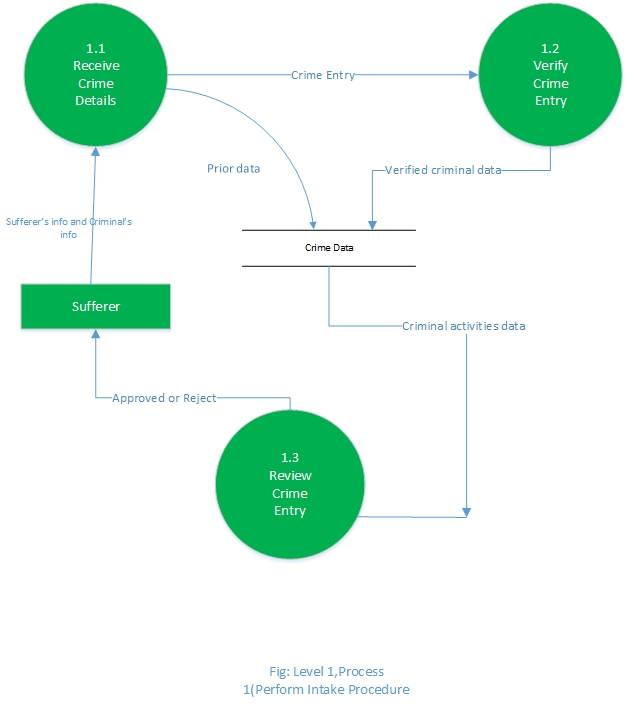 1.1
Receive
Crime
Details
Crime Entry
1.2
Verify
Crime
Entry
Prior data
Verified criminal data
Sufferer's info and Criminal's
info
Crime Data
Sufferer
Criminal activities data
Approved or Reject
1.3
Review
Crime
Entry
Fig: Level 1,Process
1(Perform Intake Procedure